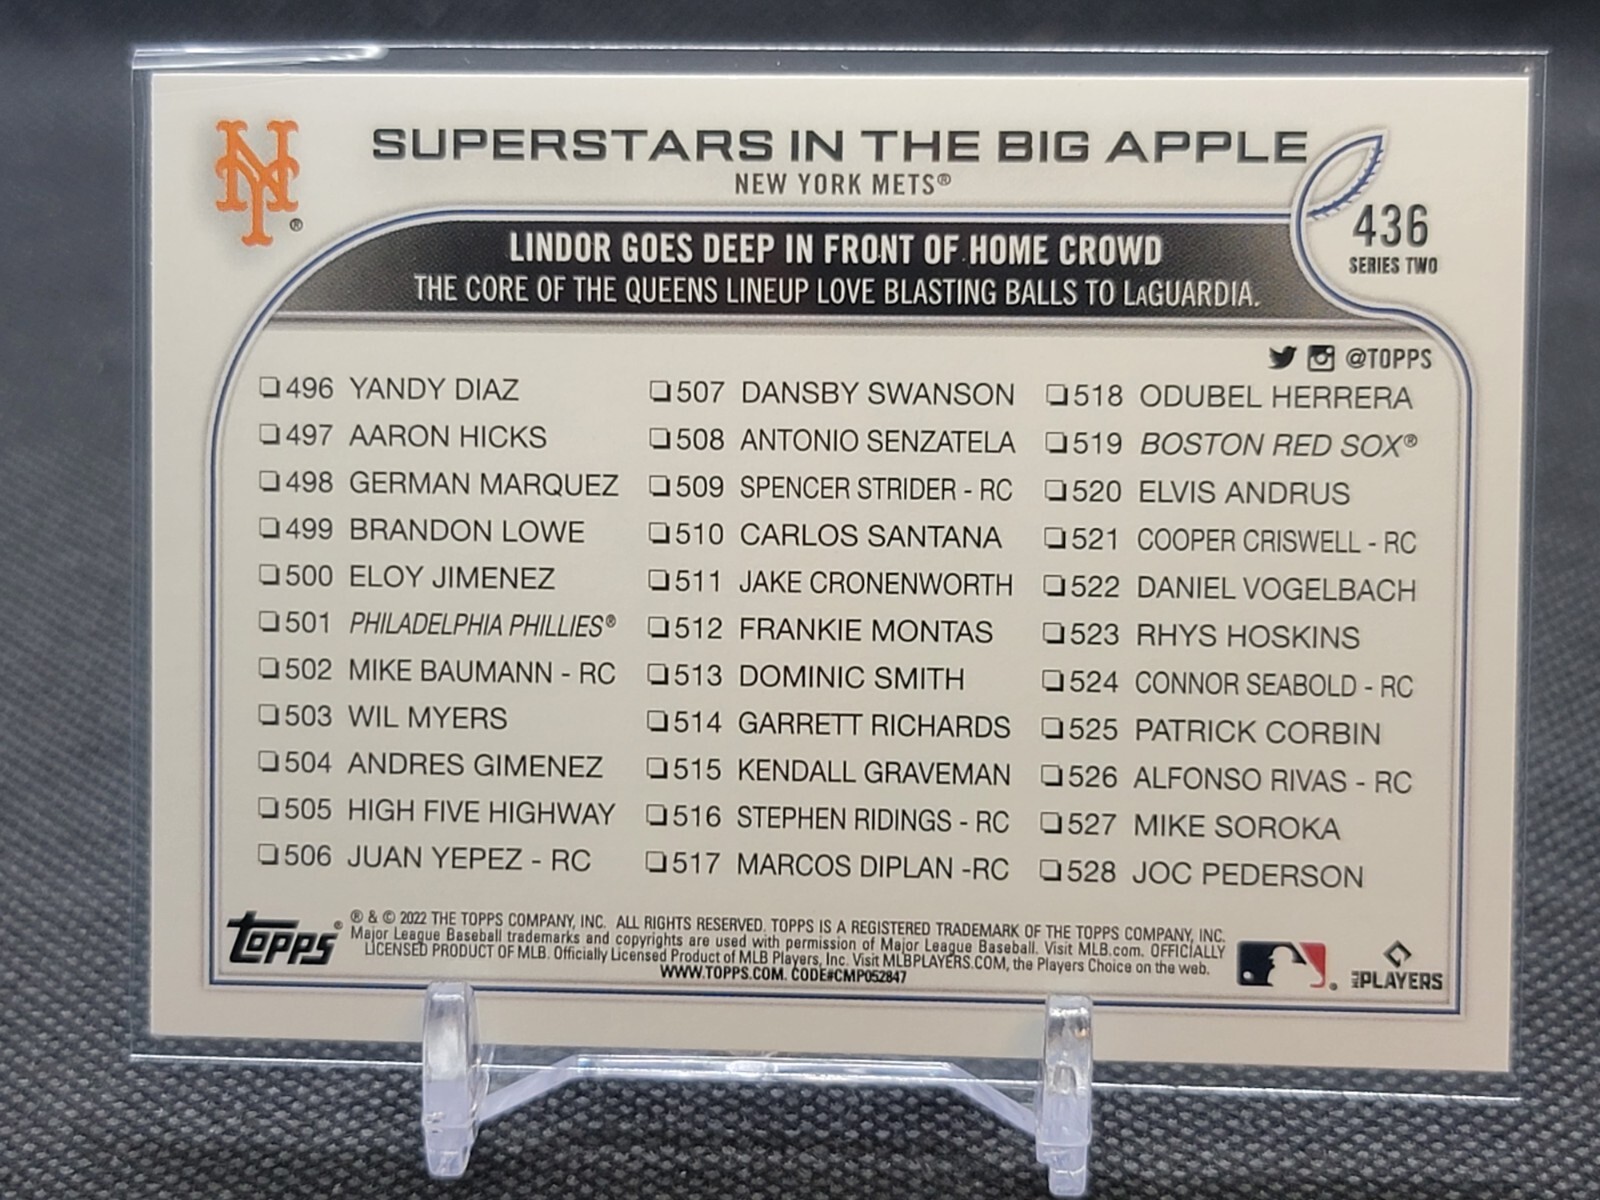 NY ®
SUPERSTARS IN THE BIG APPLE
NEW YORK METS®
436
SERIES TWO
LINDOR GOES DEEP IN FRONT OF HOME CROWD
THE CORE OF THE QUEENS LINEUP LOVE BLASTING BALLS TO LAGUARDIA.
@TOPPS
❏496 YANDY DIAZ
❏497 AARON HICKS
❏498 GERMAN MARQUEZ
❏499 BRANDON LOWE
❏500 ELOY JIMENEZ
❏501 PHILADELPHIA PHILLIES®
❏502 MIKE BAUMANN - RC
❏503 WIL MYERS
❏504 ANDRES GIMENEZ
❏505 HIGH FIVE HIGHWAY
❏506 JUAN YEPEZ - RC
❏507 DANSBY SWANSON
❏508 ANTONIO SENZATELA
❏509 SPENCER STRIDER - RC
❏510 CARLOS SANTANA
❏511 JAKE CRONENWORTH
❏512 FRANKIE MONTAS
❏513 DOMINIC SMITH
❏514 GARRETT RICHARDS
❏515 KENDALL GRAVEMAN
❏516 STEPHEN RIDINGS - RC
❏517 MARCOS DIPLAN -RC
❏518 ODUBEL HERRERA
❏519 BOSTON RED SOX®
❏520 ELVIS ANDRUS
❏521 COOPER CRISWELL - RC
❏522 DANIEL VOGELBACH
❏523 RHYS HOSKINS
❏524 CONNOR SEABOLD - RC
❏525 PATRICK CORBIN
❏526 ALFONSO RIVAS - RC
❏527 MIKE SOROKA
❏528 JOC PEDERSON
topps®
® & © 2022 THE TOPPS COMPANY, INC. ALL RIGHTS RESERVED. TOPPS IS A REGISTERED TRADEMARK OF THE TOPPS COMPANY, INC.
Major League Baseball trademarks and copyrights are used with permission of Major League Baseball. Visit MLB.com. OFFICIALLY
LICENSED PRODUCT OF MLB. Officially Licensed Product of MLB Players, Inc. Visit MLBPLAYERS.COM, the Players Choice on the web.
WWW.TOPPS.COM. CODE#CMP052847
®
MLB PLAYERS